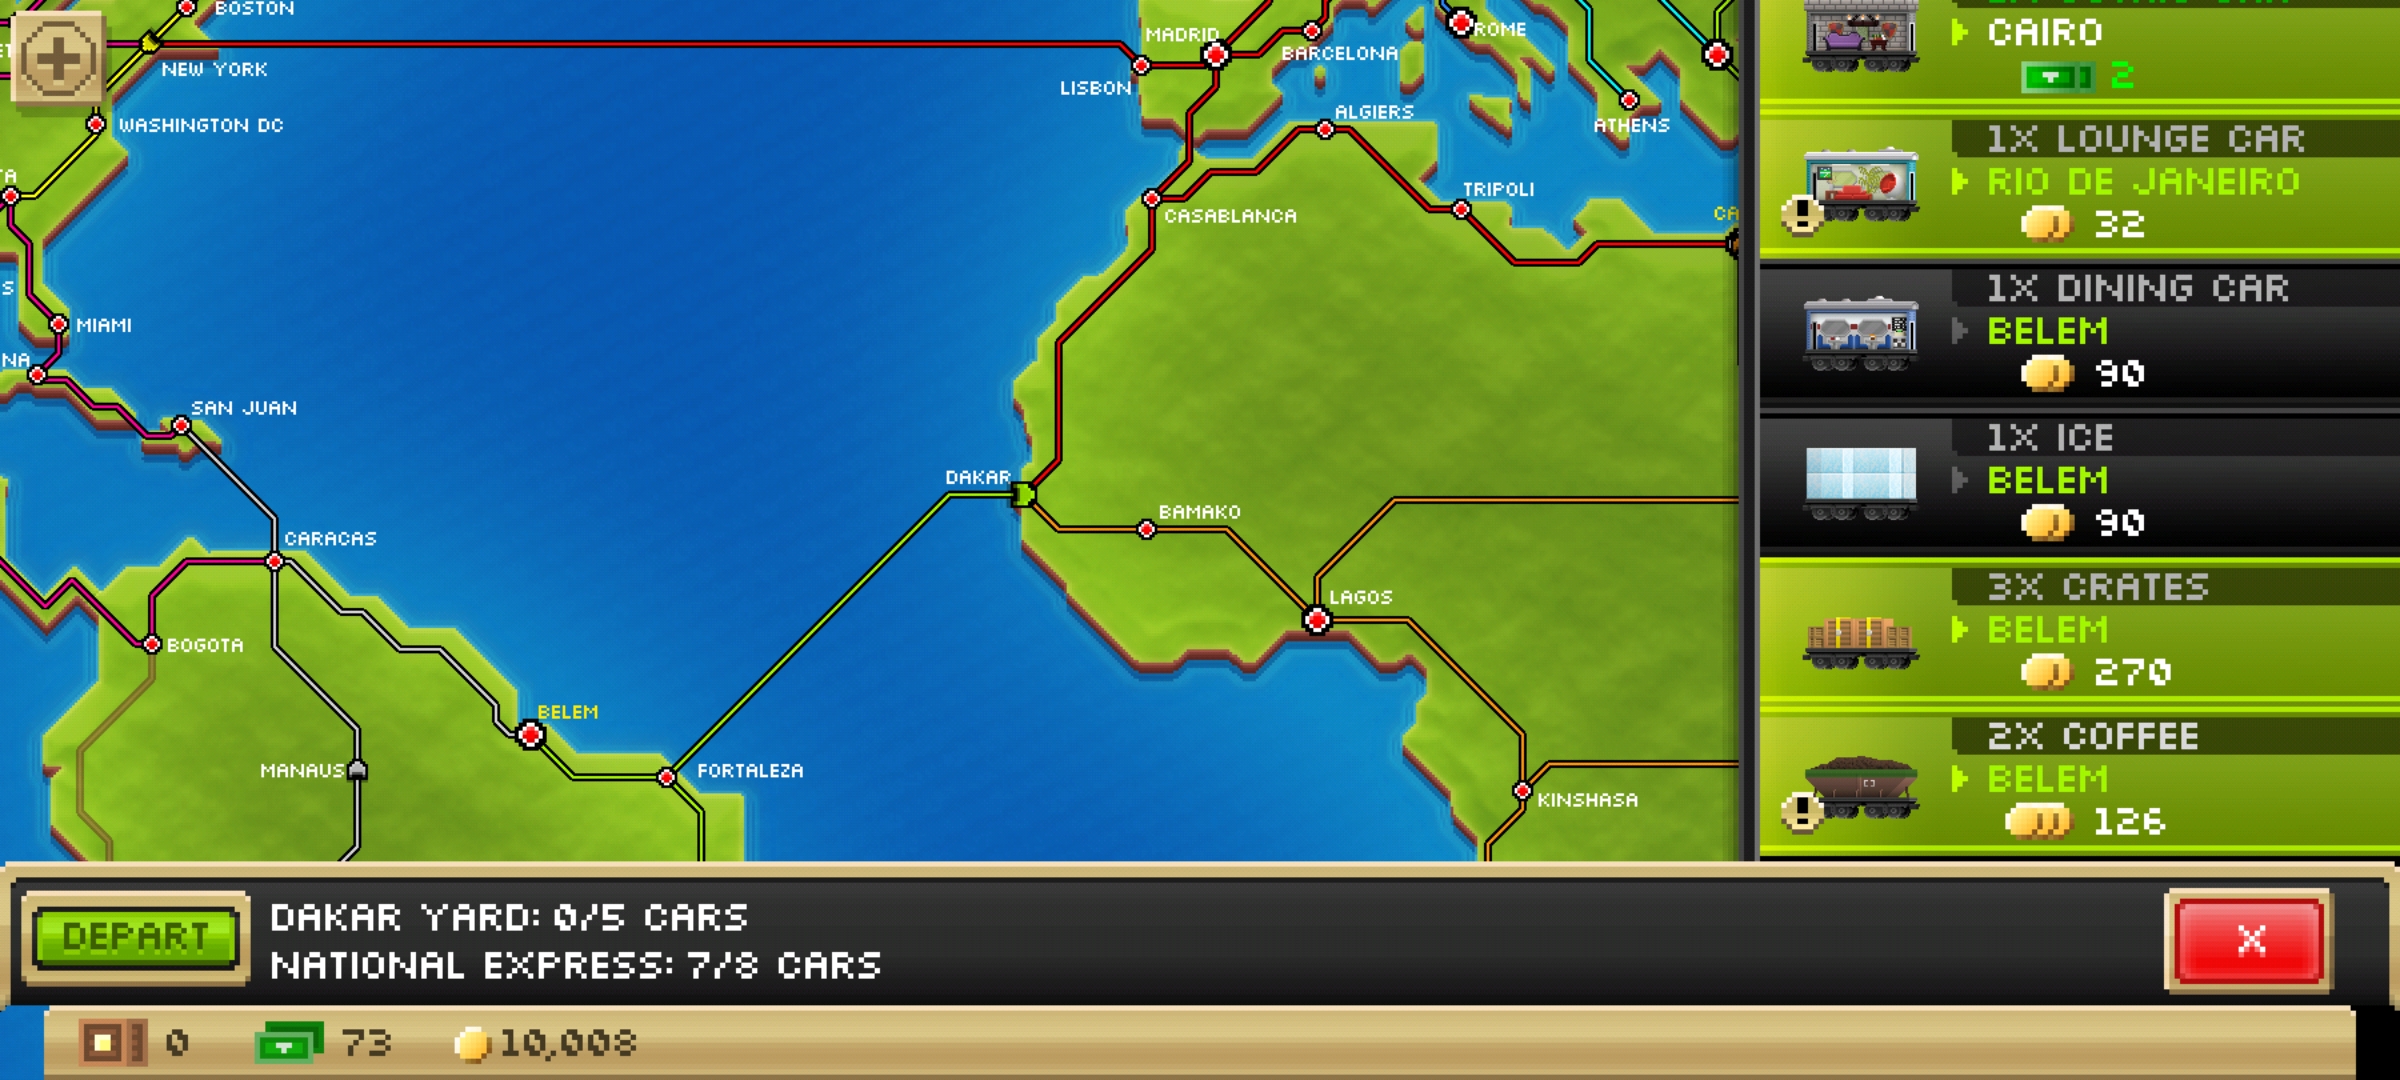 BOSTON
NEW YORK
WASHINGTON DC
TA
S
MIAMI
NA
SAN JUAN
CARACAS
BOGOTA
MANAUS
BELEM
FORTALEZA
MADRID
LISBON
BARCELONA
ROME
ATHENS
ALGIERS
TRIPOLI
CASABLANCA
CA
DAKAR
BAMAKO
LAGOS
KINSHASA
CAIRO
2
1X LOUNGE CAR
RIO DE JANEIRO
32
1X DINING CAR
BELEM
90
1X ICE
BELEM
90
3X CRATES
BELEM
270
2X COFFEE
BELEM
126
DEPART
DAKAR YARD: 0/5 CARS
NATIONAL EXPRESS: 7/8 CARS
X
0
73
10,008